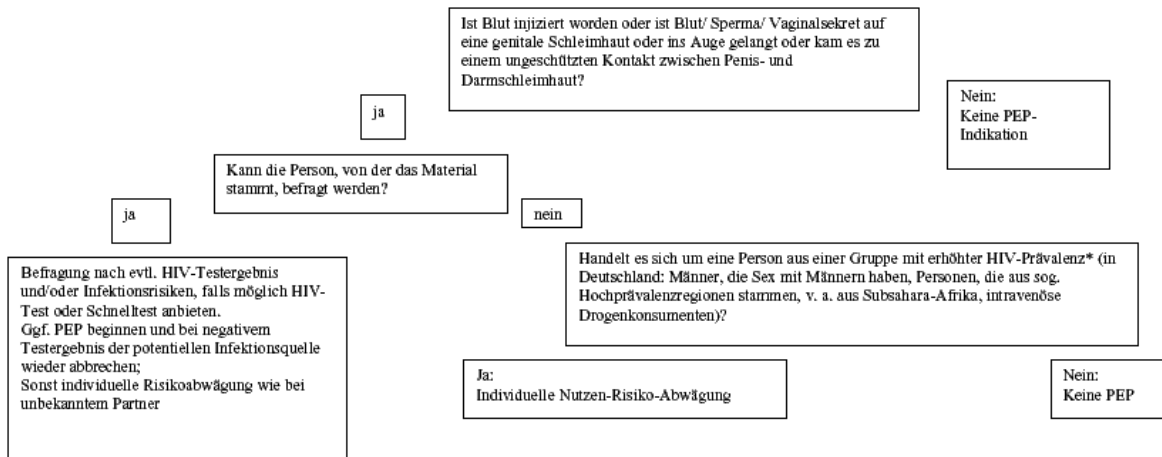 Ist Blut injiziert worden oder ist Blut/ Sperma/ Vaginalsekret auf
eine genitale Schleimhaut oder ins Auge gelangt oder kam es zu
einem ungeschützten Kontakt zwischen Penis- und
Darmschleimhaut?
Nein:
Keine PEP-
Indikation
ja
Kann die Person, von der das Material
stammt, befragt werden?
ja
nein
Befragung nach evtl. HIV-Testergebnis
und/oder Infektionsrisiken, falls möglich HIV-
Test oder Schnelltest anbieten.
Ggf. PEP beginnen und bei negativem
Testergebnis der potentiellen Infektionsquelle
wieder abbrechen;
Sonst individuelle Risikoabwägung wie bei
unbekanntem Partner
Handelt es sich um eine Person aus einer Gruppe mit erhöhter HIV-Prävalenz* (in
Deutschland: Männer, die Sex mit Männern haben, Personen, die aus sog.
Hochprävalenzregionen stammen, v. a. aus Subsahara-Afrika, intravenöse
Drogenkonsumenten)?
Ja:
Individuelle Nutzen-Risiko-Abwägung
Nein:
Keine PEP